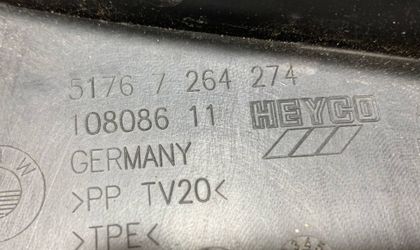 5176 7 264 274
108086 11 HEYCO
GERMANY
>PP TV20<
>TPE<